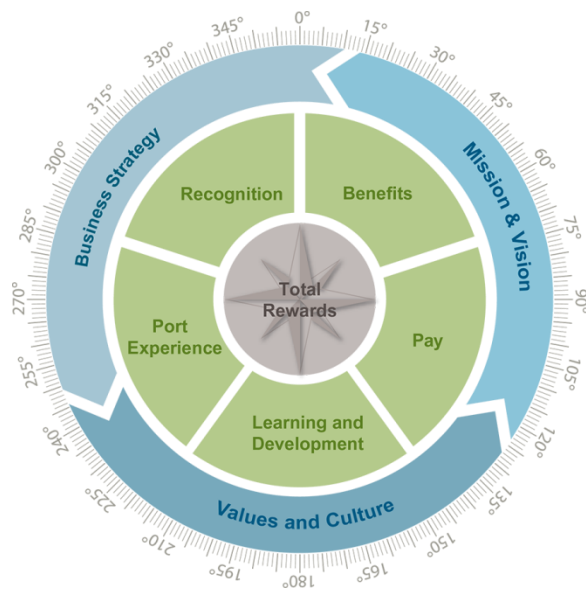 0°
15°
30°
45°
60°
75°
90°
105°
120°
135°
150°
165°
180°
195°
210°
225°
240°
255°
270°
285°
300°
315°
330°
345°
Business Strategy
Mission & Vision
Values and Culture
Recognition
Benefits
Pay
Learning and
Development
Port
Experience
Total
Rewards